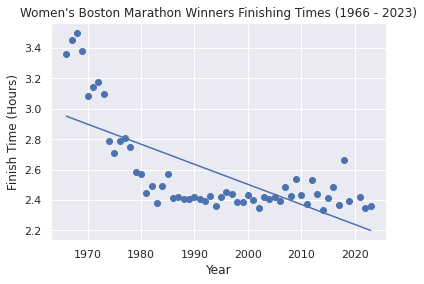 Women's Boston Marathon Winners Finishing Times (1966 - 2023)
Finish Time (Hours)
3.4
3.2
3.0
2.8
2.6
2.4
2.2
1970 1980 1990 2000 2010 2020
Year